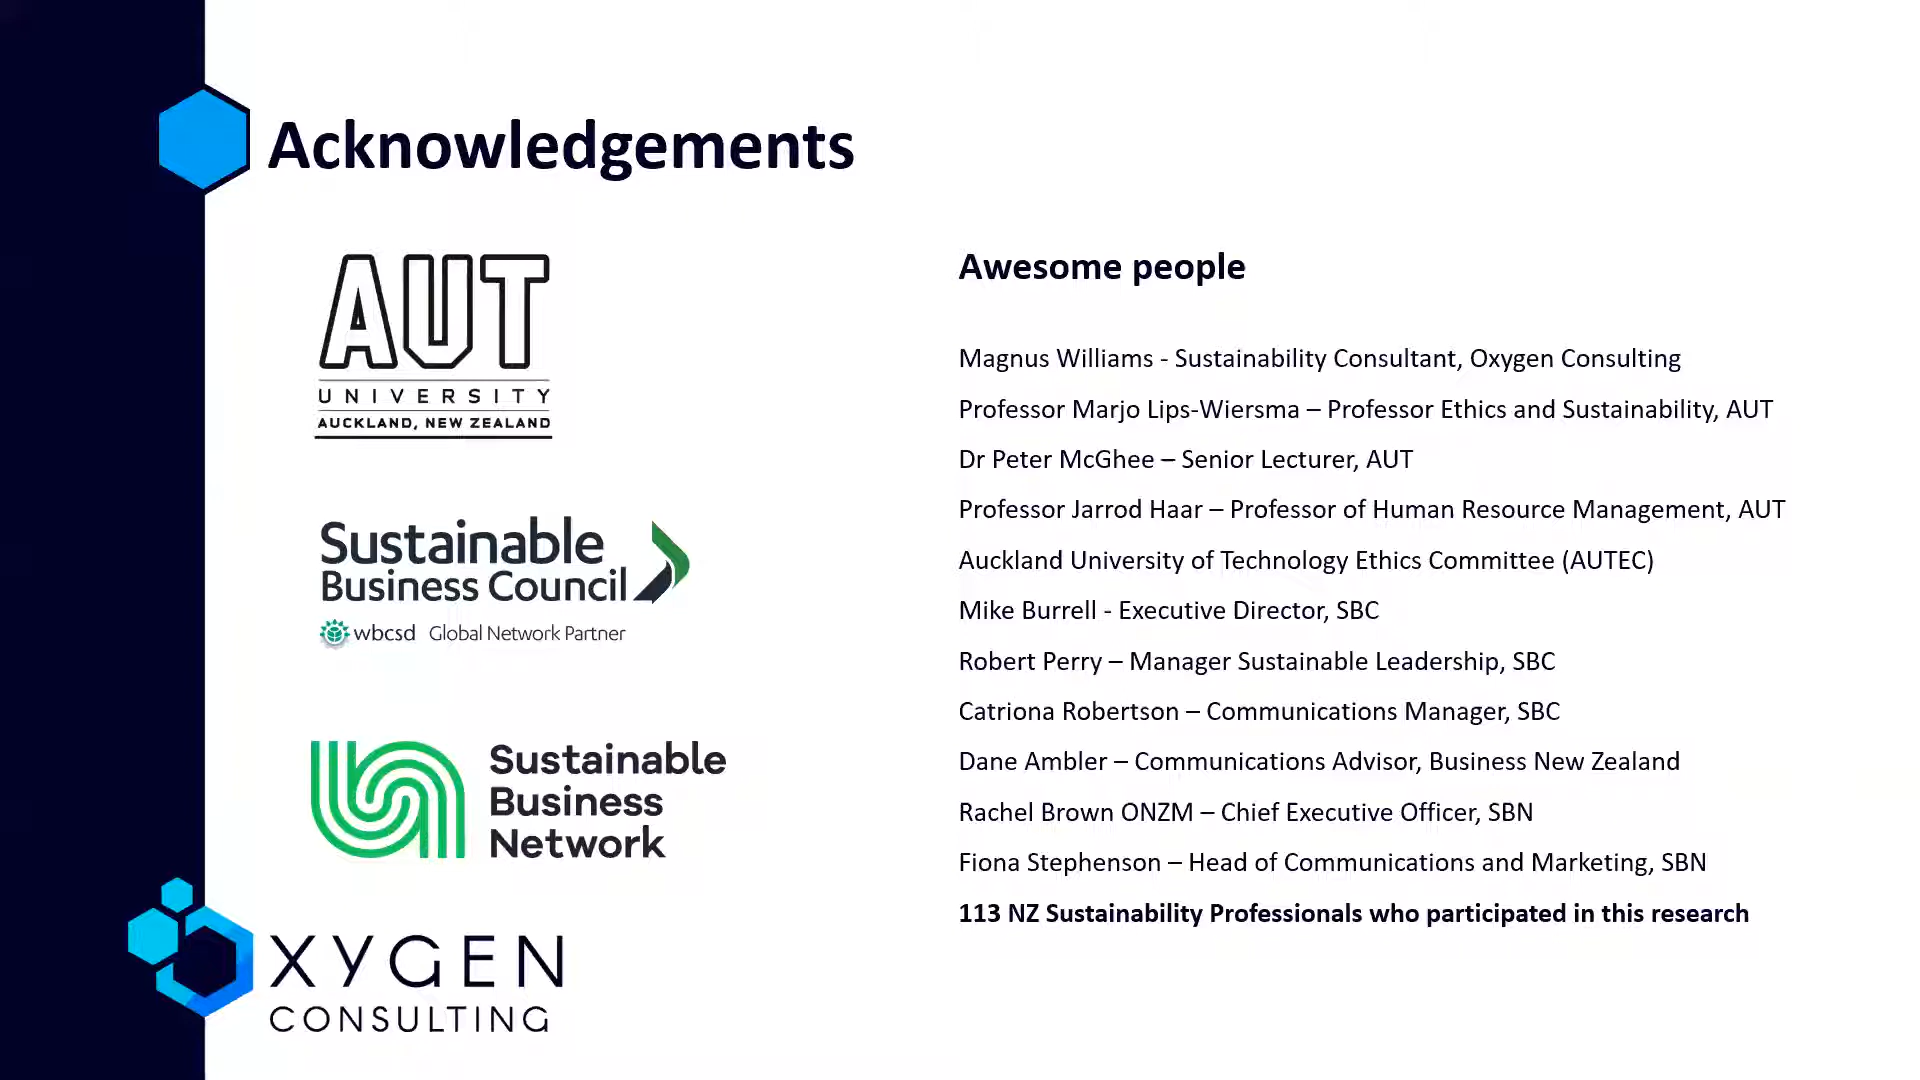 Acknowledgements
AUT
UNIVERSITY
AUCKLAND, NEW ZEALAND
Sustainable
Business Council
wbcsd Global Network Partner
Sustainable
Business
Network
OXYGEN
CONSULTING
Awesome people
Magnus Williams - Sustainability Consultant, Oxygen Consulting
Professor Marjo Lips-Wiersma – Professor Ethics and Sustainability, AUT
Dr Peter McGhee – Senior Lecturer, AUT
Professor Jarrod Haar – Professor of Human Resource Management, AUT
Auckland University of Technology Ethics Committee (AUTEC)
Mike Burrell - Executive Director, SBC
Robert Perry – Manager Sustainable Leadership, SBC
Catriona Robertson – Communications Manager, SBC
Dane Ambler – Communications Advisor, Business New Zealand
Rachel Brown ONZM – Chief Executive Officer, SBN
Fiona Stephenson – Head of Communications and Marketing, SBN
113 NZ Sustainability Professionals who participated in this research